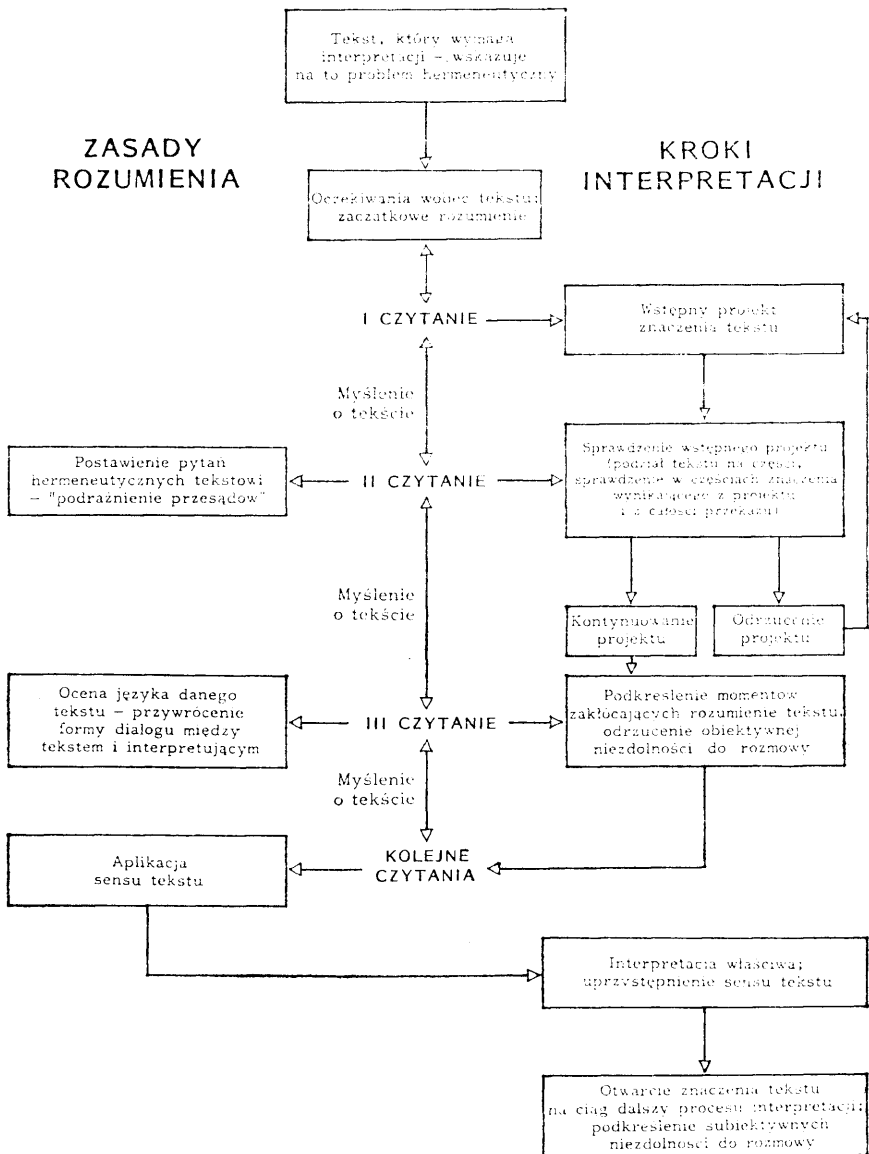 Tekst, który wymaga
interpretacji – wskazuje
na to problem hermeneutyczny
ZASADY
ROZUMIENIA
KROKI
INTERPRETACJI
Oczekiwania wobec tekstu;
zaczątkowe rozumienie
I CZYTANIE
Wstępny projekt
znaczenia tekstu
Myślenie
o tekście
Postawienie pytań
hermeneutycznych tekstowi
– "podrażnienie przesądów"
II CZYTANIE
Sprawdzenie wstępnego projektu
(podział tekstu na części,
sprawdzenie w częściach znaczenia
wynikającego z projektu
i z całości przekazu)
Myślenie
o tekście
Kontynuowanie
projektu
Odrzucenie
projektu
Ocena języka danego
tekstu – przywrócenie
formy dialogu między
tekstem i interpretującym
III CZYTANIE
Podkreślenie momentów
zakłócających rozumienie tekstu;
odrzucenie obiektywnej
niezdolności do rozmowy
Myślenie
o tekście
Aplikacja
sensu tekstu
KOLEJNE
CZYTANIA
Interpretacja właściwa;
uprzystępnienie sensu tekstu
Otwarcie znaczenia tekstu
na ciąg dalszy procesu interpretacji;
podkreślenie subiektywnych
niezdolności do rozmowy